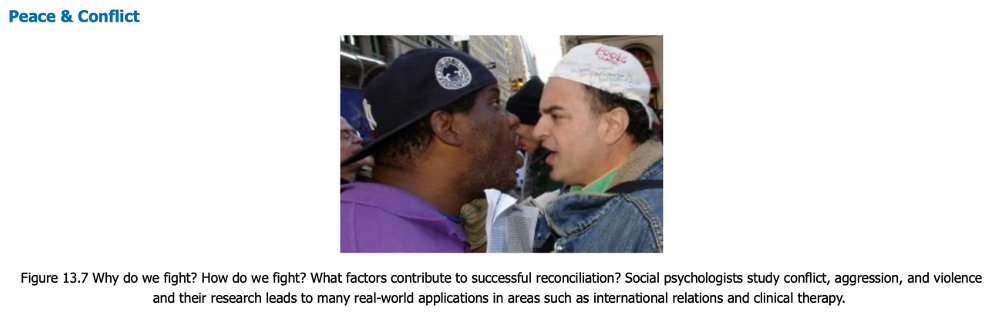 Peace & Conflict
Figure 13.7 Why do we fight? How do we fight? What factors contribute to successful reconciliation? Social psychologists study conflict, aggression, and violence
and their research leads to many real-world applications in areas such as international relations and clinical therapy.